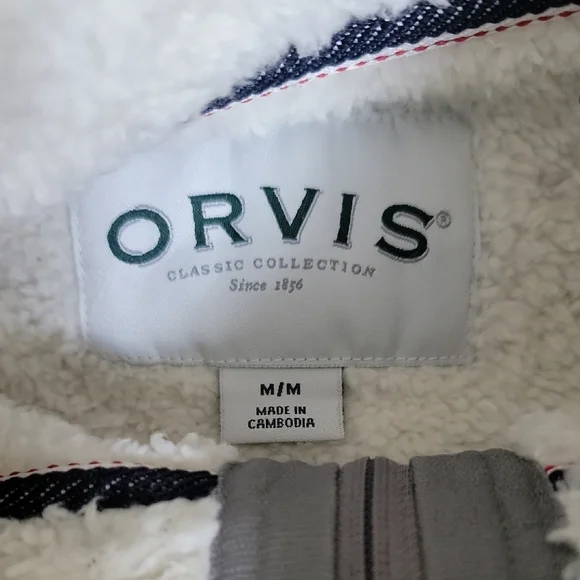 ORVIS®
CLASSIC COLLECTION
Since 1856
M/M
MADE IN
CAMBODIA